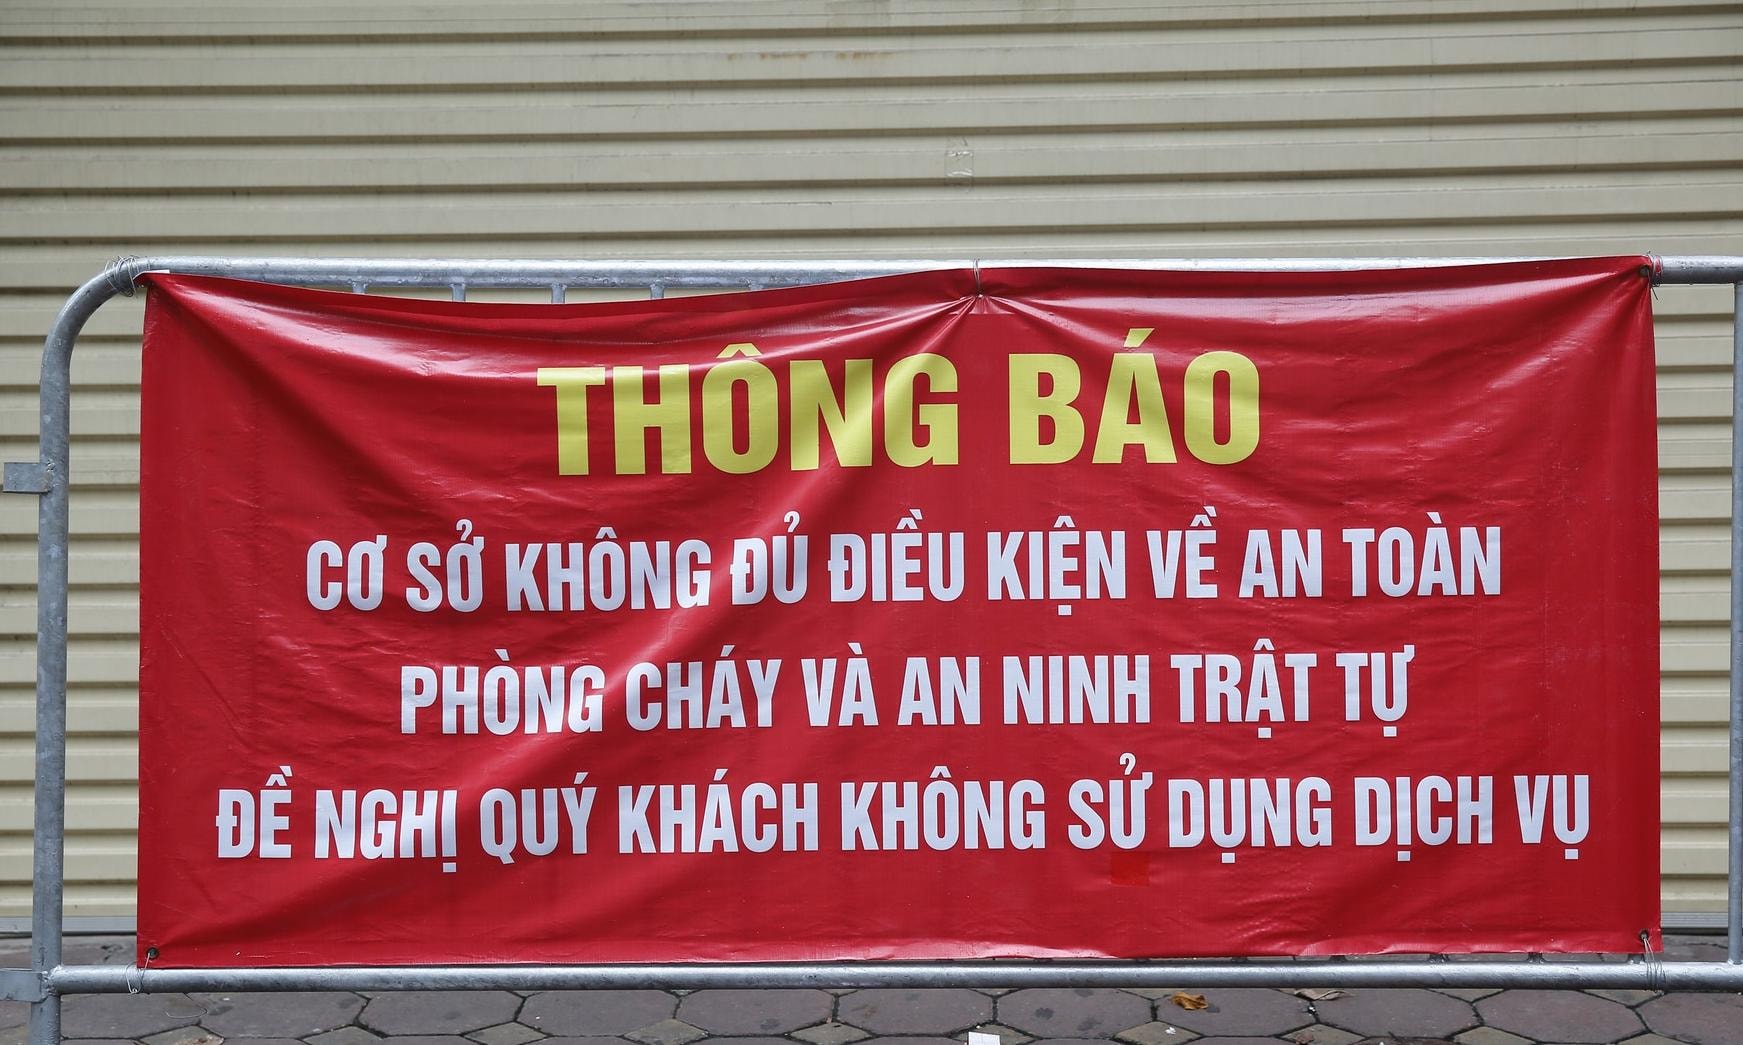 THÔNG BÁO
CƠ SỞ KHÔNG ĐỦ ĐIỀU KIỆN VỀ AN TOÀN
PHÒNG CHÁY VÀ AN NINH TRẬT TỰ
ĐỀ NGHỊ QUÝ KHÁCH KHÔNG SỬ DỤNG DỊCH VỤ